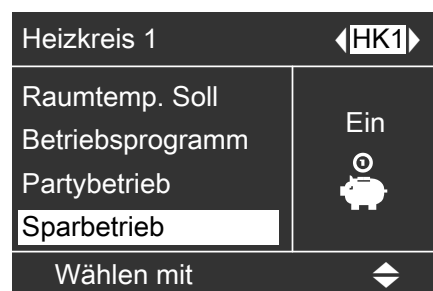 Heizkreis 1 HK1
Raumtemp. Soll
Betriebsprogramm
Partybetrieb
Sparbetrieb
Ein
Wählen mit